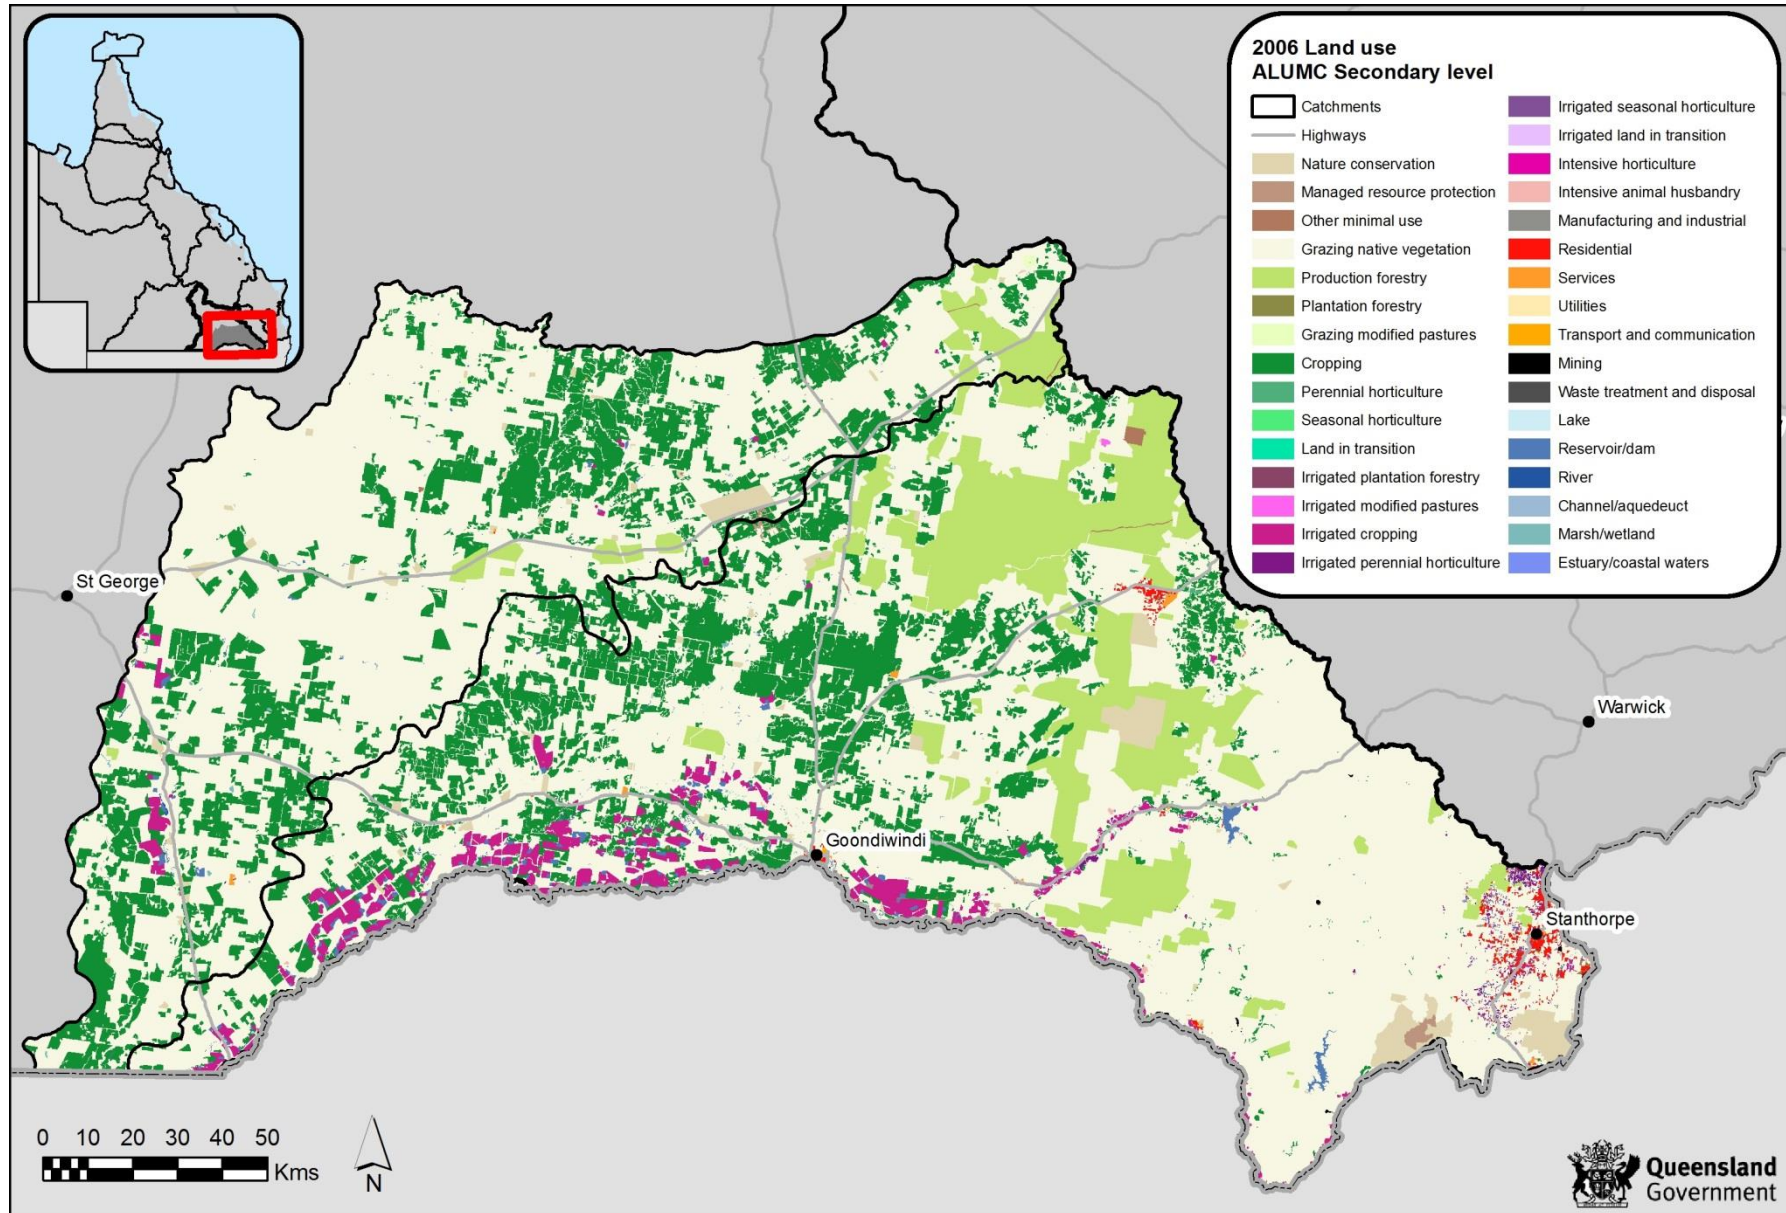 2006 Land use
ALUMC Secondary level
Catchments
Highways
Nature conservation
Managed resource protection
Other minimal use
Grazing native vegetation
Production forestry
Plantation forestry
Grazing modified pastures
Cropping
Perennial horticulture
Seasonal horticulture
Land in transition
Irrigated plantation forestry
Irrigated modified pastures
Irrigated cropping
Irrigated perennial horticulture
Irrigated seasonal horticulture
Irrigated land in transition
Intensive horticulture
Intensive animal husbandry
Manufacturing and industrial
Residential
Services
Utilities
Transport and communication
Mining
Waste treatment and disposal
Lake
Reservoir/dam
River
Channel/aquedeuct
Marsh/wetland
Estuary/coastal waters
St George
Warwick
Goondiwindi
Stanthorpe
0 10 20 30 40 50
Kms
N
Queensland
Government